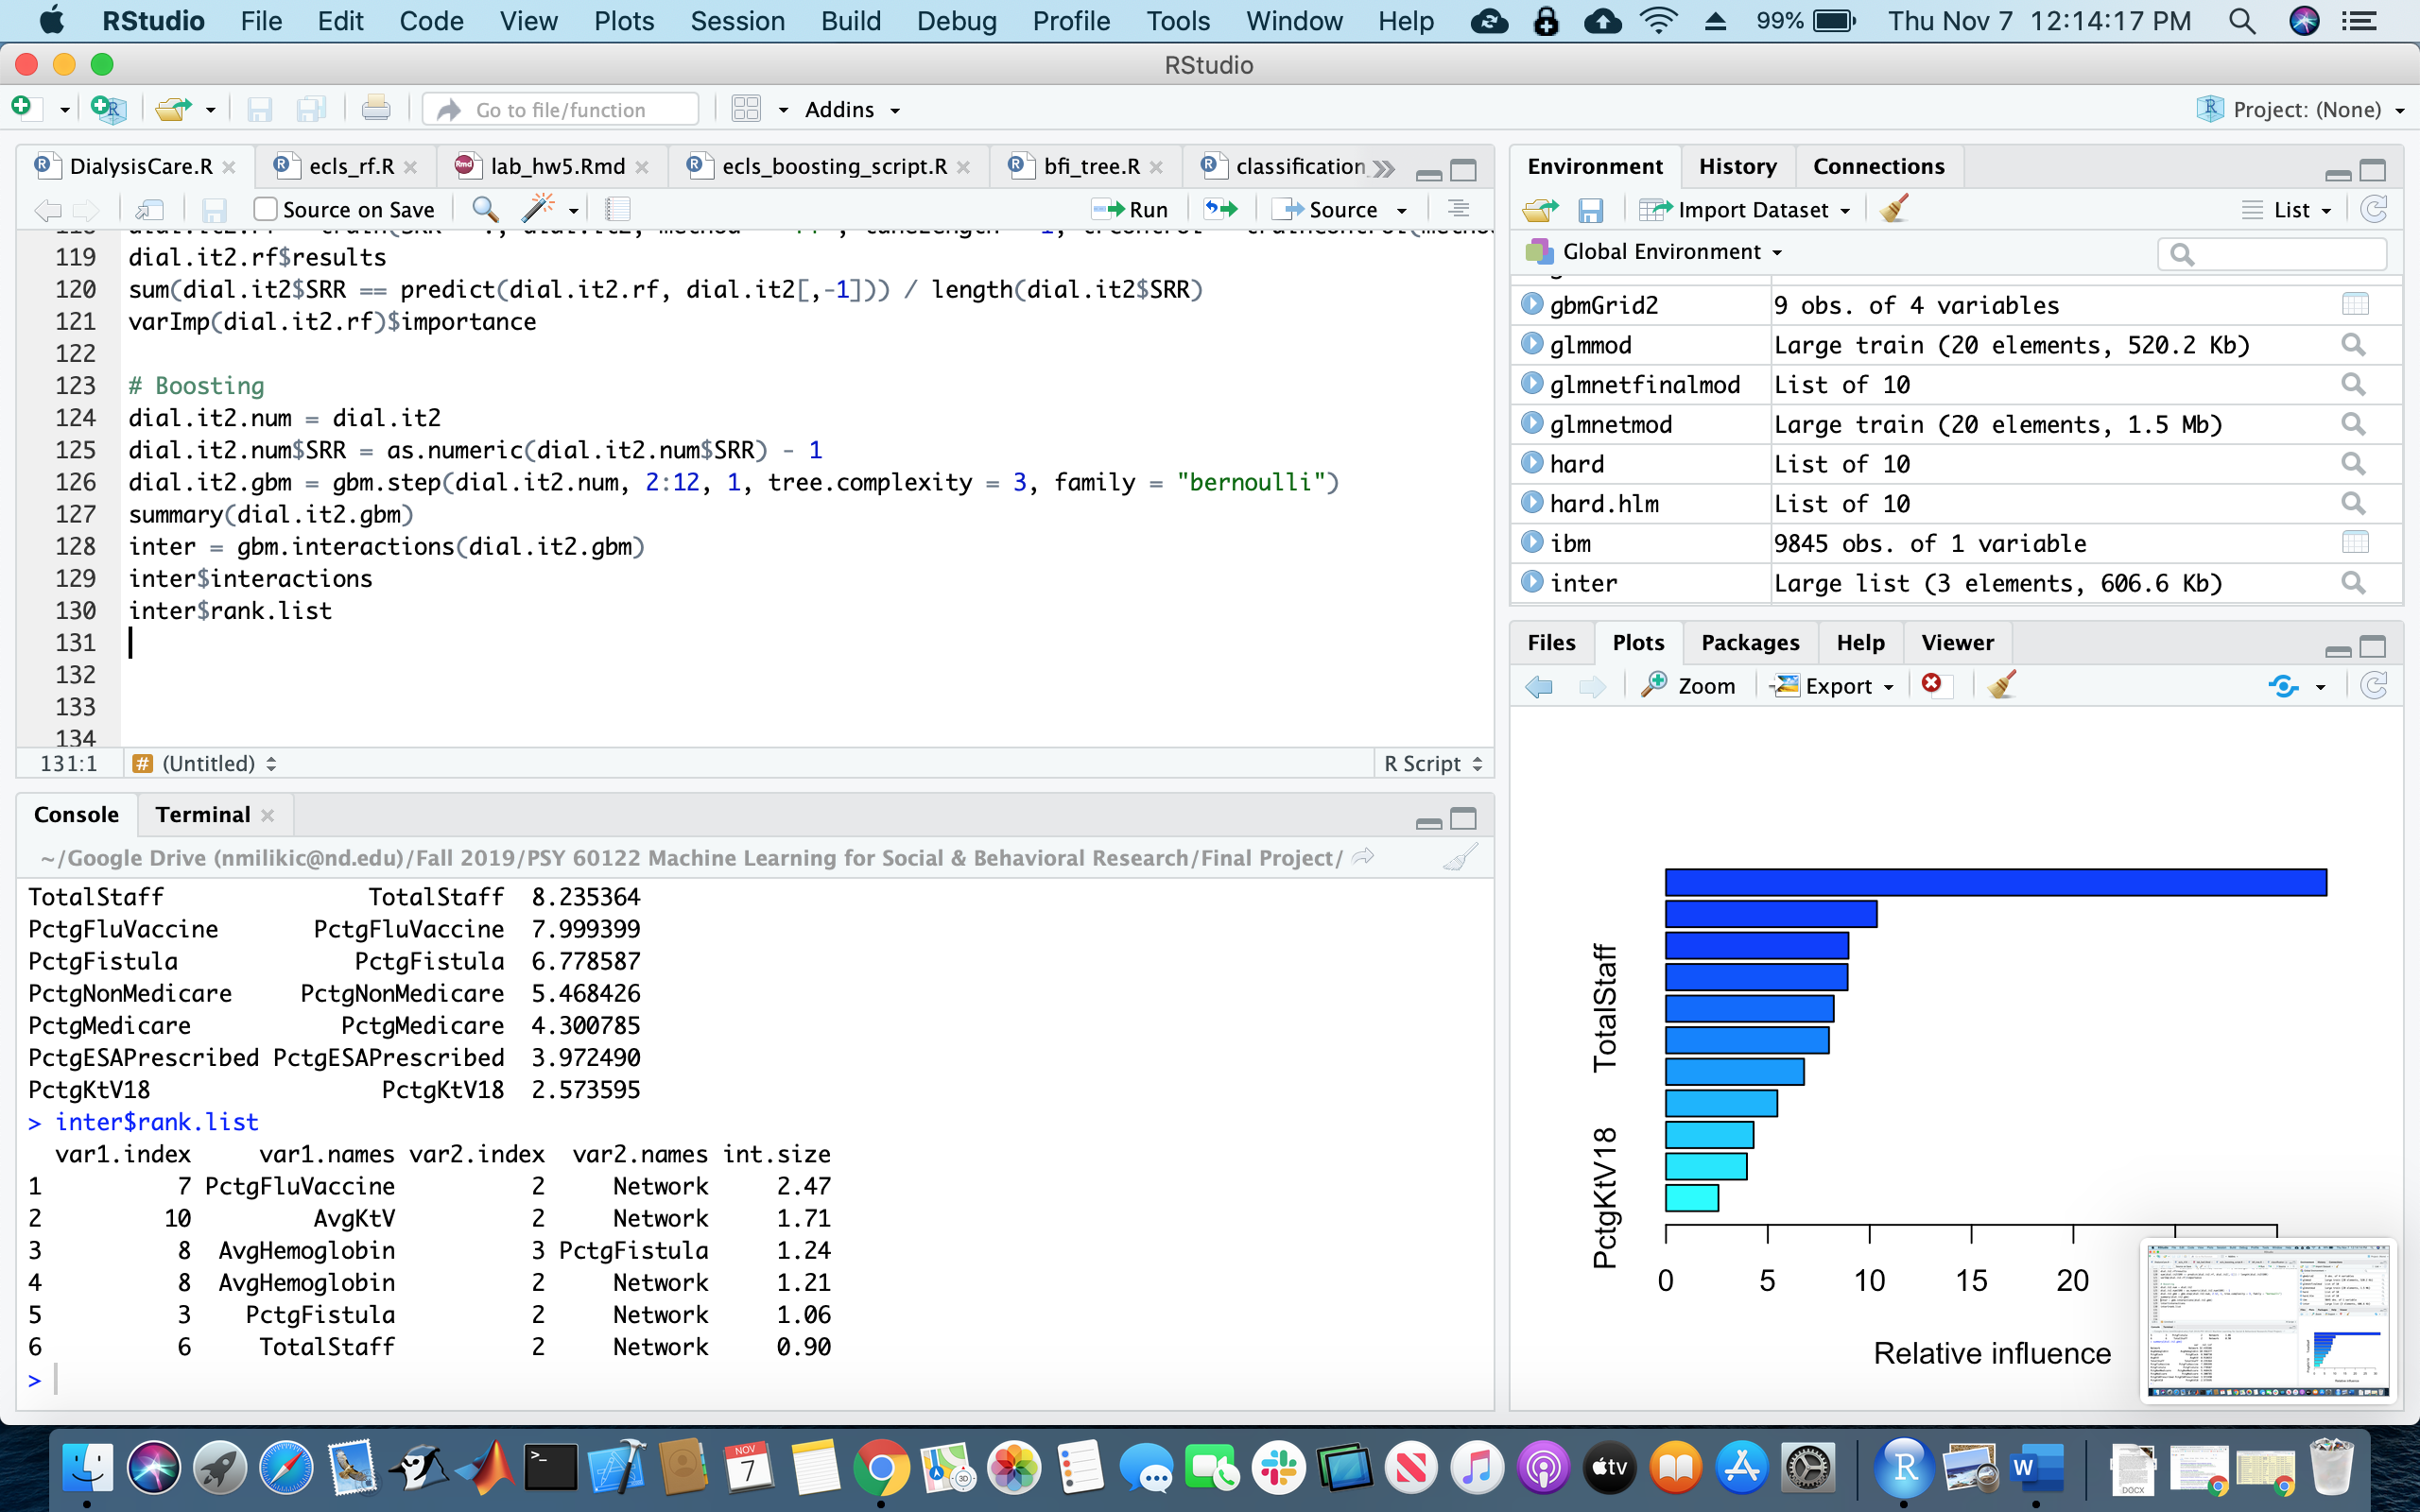 RStudio File Edit Code View Plots Session Build Debug Profile Tools Window Help 99% Thu Nov 7 12:14:17 PM
RStudio
Go to file/function Addins Project: (None)
DialysisCare.R ecls_rf.R lab_hw5.Rmd ecls_boosting_script.R bfi_tree.R classification
Source on Save Run Source
119 dial.it2.rf$results
120 sum(dial.it2$SRR == predict(dial.it2.rf, dial.it2[,-1])) / length(dial.it2$SRR)
121 varImp(dial.it2.rf)$importance
122
123 # Boosting
124 dial.it2.num = dial.it2
125 dial.it2.num$SRR = as.numeric(dial.it2.num$SRR) - 1
126 dial.it2.gbm = gbm.step(dial.it2.num, 2:12, 1, tree.complexity = 3, family = "bernoulli")
127 summary(dial.it2.gbm)
128 inter = gbm.interactions(dial.it2.gbm)
129 inter$interactions
130 inter$rank.list
131
132
133
134
131:1 # (Untitled) R Script
Console Terminal
~/Google Drive (nmilikic@nd.edu)/Fall 2019/PSY 60122 Machine Learning for Social & Behavioral Research/Final Project/
TotalStaff TotalStaff 8.235364
PctgFluVaccine PctgFluVaccine 7.999399
PctgFistula PctgFistula 6.778587
PctgNonMedicare PctgNonMedicare 5.468426
PctgMedicare PctgMedicare 4.300785
PctgESAPrescribed PctgESAPrescribed 3.972490
PctgKtV18 PctgKtV18 2.573595
> inter$rank.list
var1.index var1.names var2.index var2.names int.size
1 7 PctgFluVaccine 2 Network 2.47
2 10 AvgKtV 2 Network 1.71
3 8 AvgHemoglobin 3 PctgFistula 1.24
4 8 AvgHemoglobin 2 Network 1.21
5 3 PctgFistula 2 Network 1.06
6 6 TotalStaff 2 Network 0.90
>
Environment History Connections
Import Dataset List
Global Environment
gbmGrid2 9 obs. of 4 variables
glmmod Large train (20 elements, 520.2 Kb)
glmnetfinalmod List of 10
glmnetmod Large train (20 elements, 1.5 Mb)
hard List of 10
hard.hlm List of 10
ibm 9845 obs. of 1 variable
inter Large list (3 elements, 606.6 Kb)
Files Plots Packages Help Viewer
Zoom Export
TotalStaff
PctgKtV18
0 5 10 15 20
Relative influence
NOV
7
3D
tv
R
W
DOCX